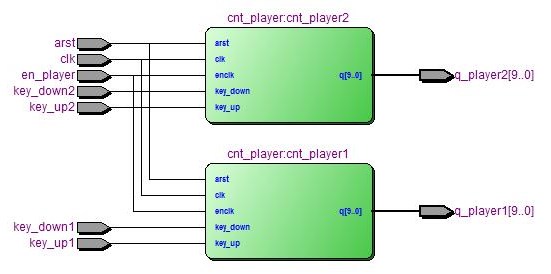 cnt_player:cnt_player2
arst
clk
en_player
key_down2
key_up2
arst
clk
enclk
key_down
key_up
q[9..0]
q_player2[9..0]
cnt_player:cnt_player1
key_down1
key_up1
arst
clk
enclk
key_down
key_up
q[9..0]
q_player1[9..0]